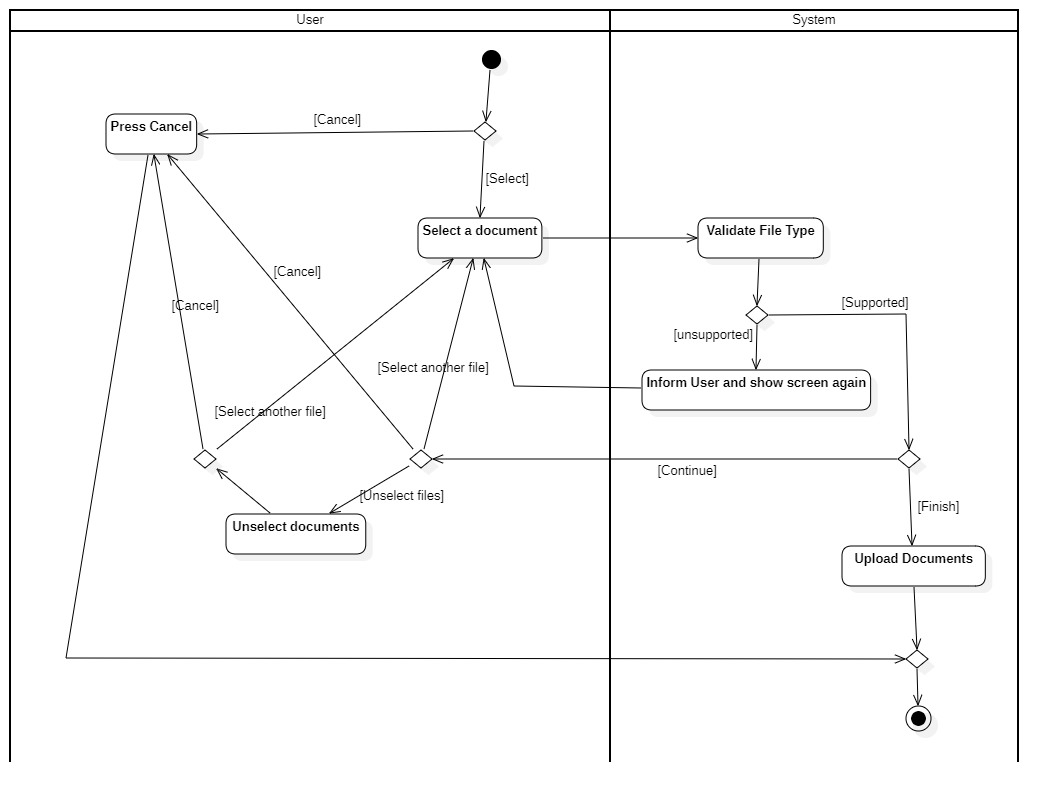 User
System
[Cancel]
Press Cancel
[Select]
Select a document
Validate File Type
[Cancel]
[Cancel]
[Supported]
[unsupported]
[Select another file]
Inform User and show screen again
[Select another file]
[Continue]
[Unselect files]
[Finish]
Unselect documents
Upload Documents